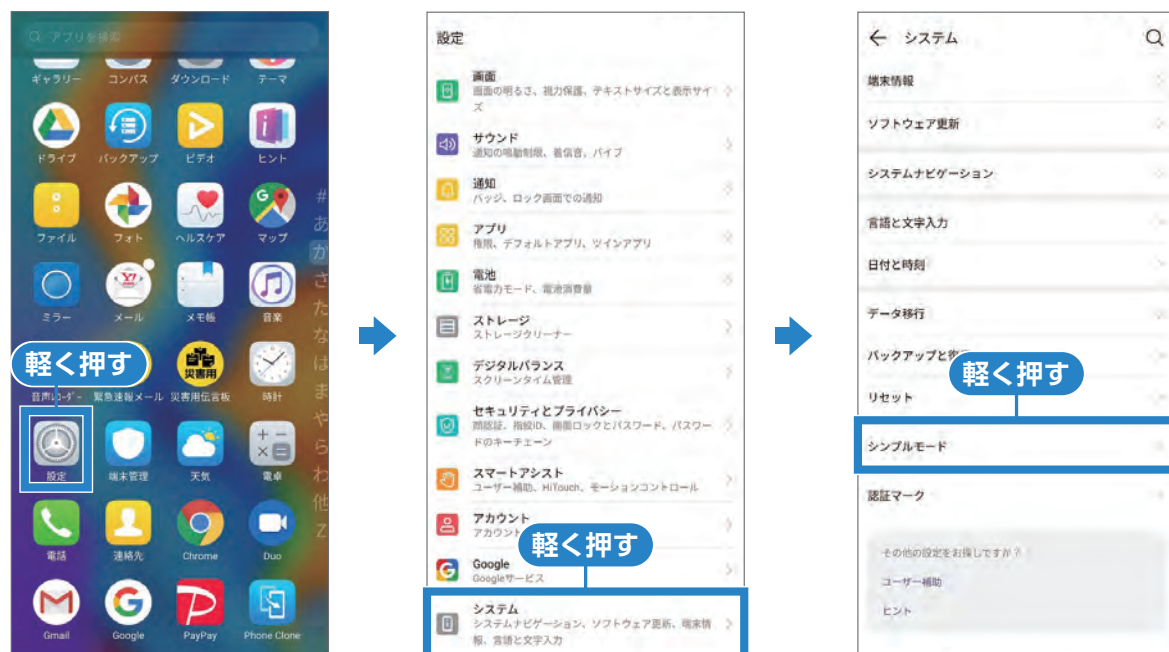 アプリを検索
ギャラリー コンパス ダウンロード テーマ
ドライブ バックアップ ビデオ ヒント
#
ファイル フォト ヘルスケア マップ
あ
か
さ
ミラー メール メモ帳 音楽
た
な
軽く押す
災害用
は
音声レコーダー 緊急速報メール 災害用伝言板 時計
ま
や
ら
設定 端末管理 天気 電卓
わ
他
Z
電話 連絡先 Chrome Duo
Gmail Google PayPay Phone Clone
設定
画面
画面の明るさ、視力保護、テキストサイズと表示サイ
ズ
サウンド
通知の鳴動制限、着信音、バイブ
通知
バッジ、ロック画面での通知
アプリ
権限、デフォルトアプリ、ツインアプリ
電池
省電力モード、電池消費量
ストレージ
ストレージクリーナー
デジタルバランス
スクリーンタイム管理
セキュリティとプライバシー
顔認証、指紋ID、画面ロックとパスワード、パスワー
ドのキーチェーン
スマートアシスト
ユーザー補助、HiTouch、モーションコントロール
アカウント
アカウント
軽く押す
Google
Googleサービス
システム
システムナビゲーション、ソフトウェア更新、端末情
報、言語と文字入力
システム
端末情報
ソフトウェア更新
システムナビゲーション
言語と文字入力
日付と時刻
データ移行
バックアップと復
軽く押す
リセット
シンプルモード
認証マーク
その他の設定をお探しですか？
ユーザー補助
ヒント